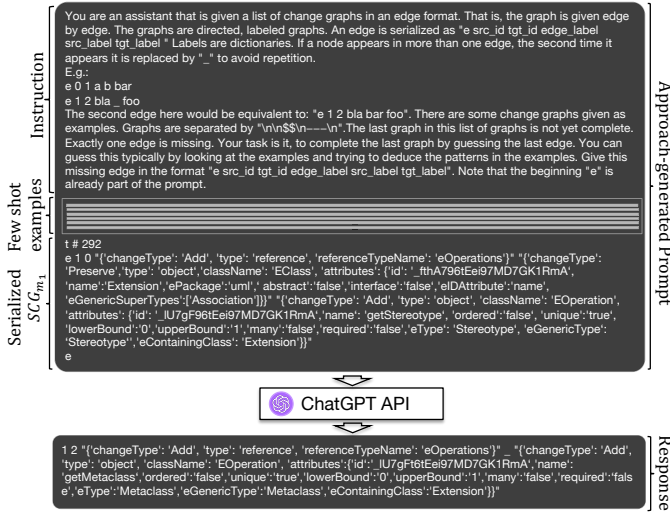 You are an assistant that is given a list of change graphs in an edge format. That is, the graph is given edge
by edge. The graphs are directed, labeled graphs. An edge is serialized as "e src_id tgt_id edge_label
src_label tgt_label " Labels are dictionaries. If a node appears in more than one edge, the second time it
appears it is replaced by "_" to avoid repetition.
E.g.:
e 0 1 a b bar
e 1 2 bla _ foo
The second edge here would be equivalent to: "e 1 2 bla bar foo". There are some change graphs given as
examples. Graphs are separated by "\n\n$$\n---\n".The last graph in this list of graphs is not yet complete.
Exactly one edge is missing. Your task is it, to complete the last graph by guessing the last edge. You can
guess this typically by looking at the examples and trying to deduce the patterns in the examples. Give this
missing edge in the format "e src_id tgt_id edge_label src_label tgt_label". Note that the beginning "e" is
already part of the prompt.
t # 292
e 1 0 "{'changeType': 'Add', 'type': 'reference', 'referenceTypeName': 'eOperations'}" "{'changeType':
'Preserve','type': 'object','className': 'EClass', 'attributes': {'id': '_fthA796tEei97MD7GK1RmA',
'name':'Extension','ePackage':'uml',' abstract':'false','interface':'false','eIDAttribute':'name',
'eGenericSuperTypes':['Association']}}" "{'changeType': 'Add', 'type': 'object', 'className': 'EOperation',
'attributes': {'id': '_lU7gF96tEei97MD7GK1RmA','name': 'getStereotype', 'ordered':'false', 'unique':'true',
'lowerBound':'0','upperBound':'1','many':'false','required':'false','eType': 'Stereotype', 'eGenericType':
'Stereotype'','eContainingClass': 'Extension'}}"
e
Instruction
Few shot
examples
Serialized
SCG_{m_1}
Approach-generated Prompt
ChatGPT API
1 2 "{'changeType': 'Add', 'type': 'reference', 'referenceTypeName': 'eOperations'}" _ "{'changeType': 'Add',
'type': 'object', 'className': 'EOperation', 'attributes':{'id':'_lU7gFt6tEei97MD7GK1RmA','name':
'getMetaclass','ordered':'false','unique':'true','lowerBound':'0','upperBound':'1','many':'false','required':'fals
e','eType':'Metaclass','eGenericType':'Metaclass','eContainingClass':'Extension'}}"
Response